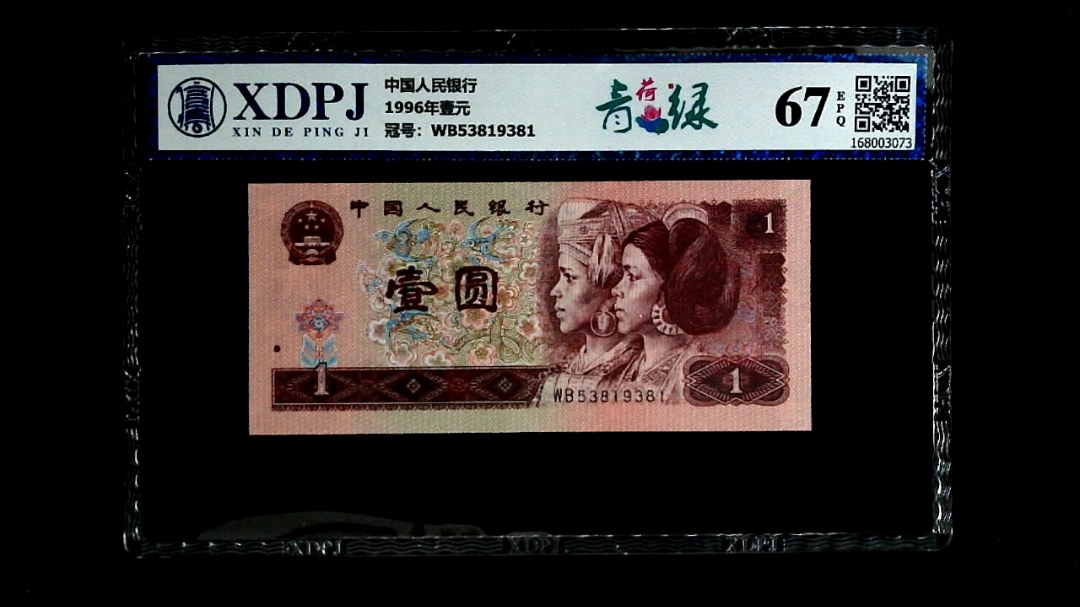 XDPJ
XIN DE PING JI
中国人民银行
1996年壹元
冠号：WB53819381
青荷绿
67
EPQ
168003073
中国人民银行
1
壹圆
1
1
WB53819381
XDPJ
XDPJ
XDPJ